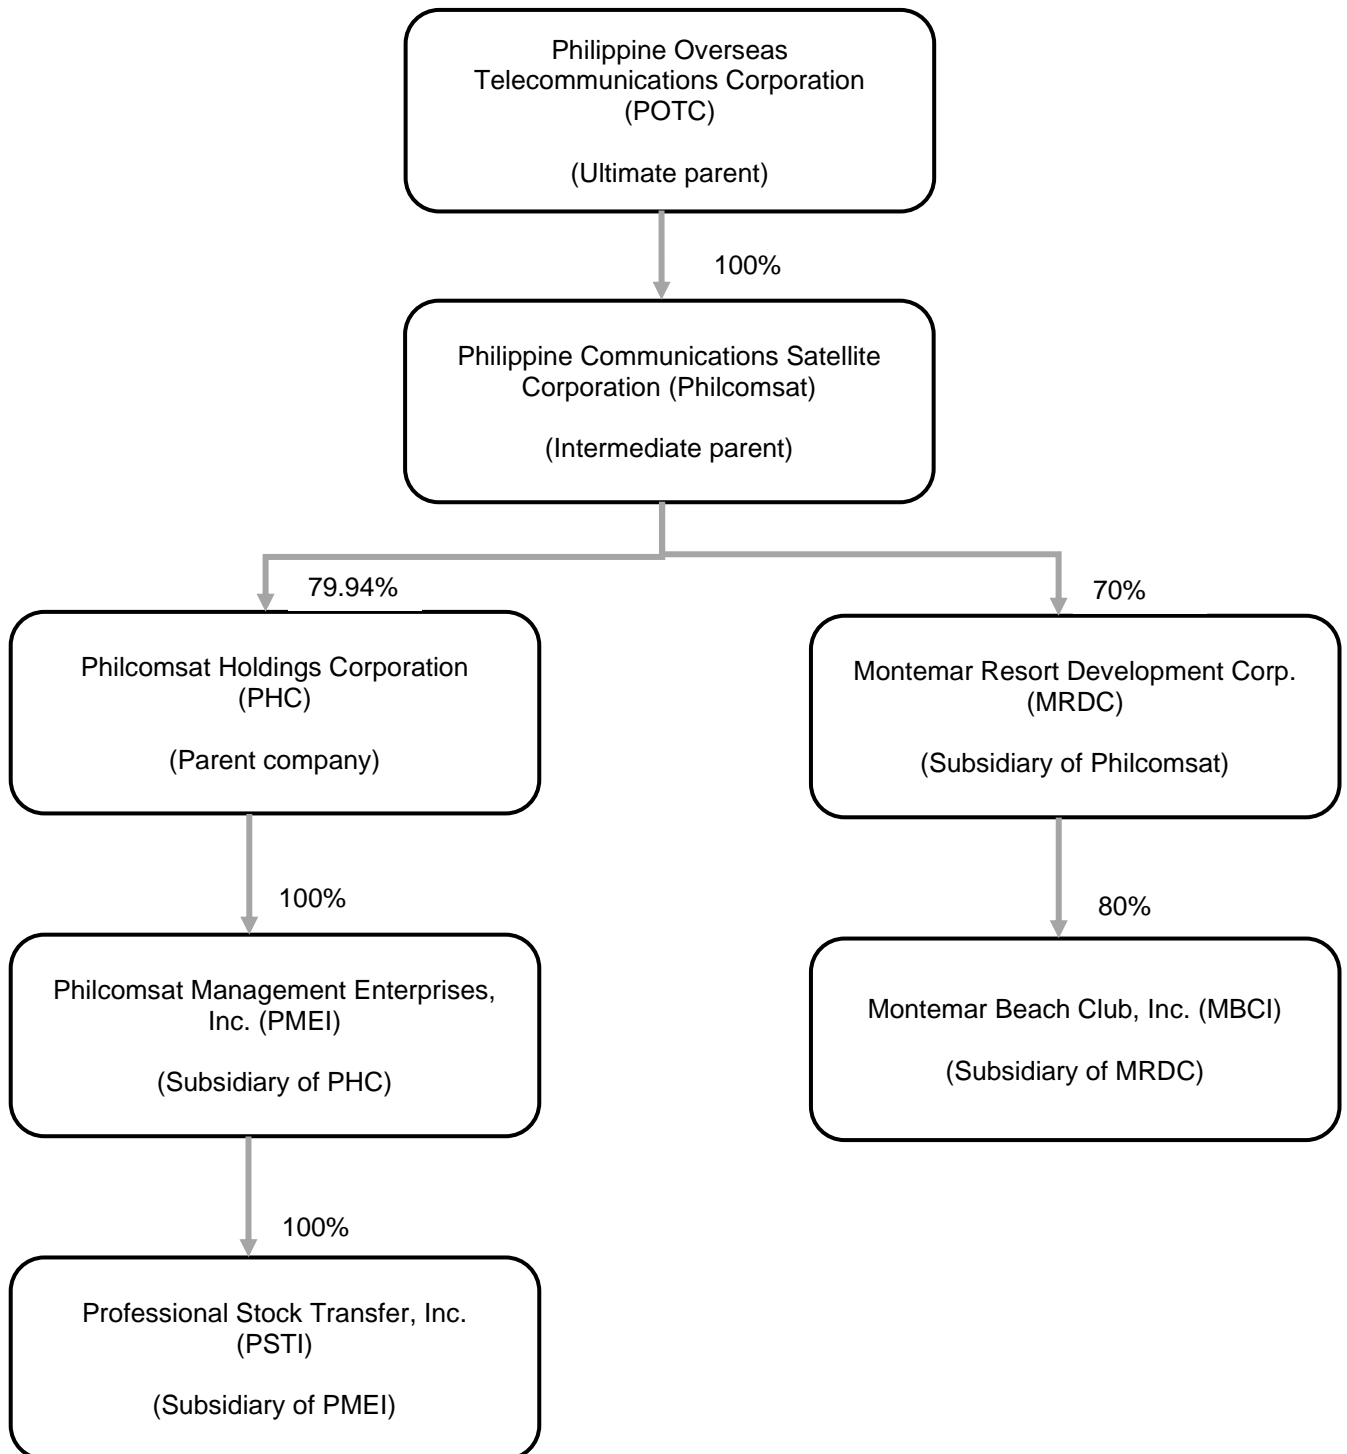 Philippine Overseas
Telecommunications Corporation
(POTC)
(Ultimate parent)
100%
Philippine Communications Satellite
Corporation (Philcomsat)
(Intermediate parent)
79.94%
70%
Philcomsat Holdings Corporation
(PHC)
(Parent company)
Montemar Resort Development Corp.
(MRDC)
(Subsidiary of Philcomsat)
100%
80%
Philcomsat Management Enterprises,
Inc. (PMEI)
(Subsidiary of PHC)
Montemar Beach Club, Inc. (MBCI)
(Subsidiary of MRDC)
100%
Professional Stock Transfer, Inc.
(PSTI)
(Subsidiary of PMEI)